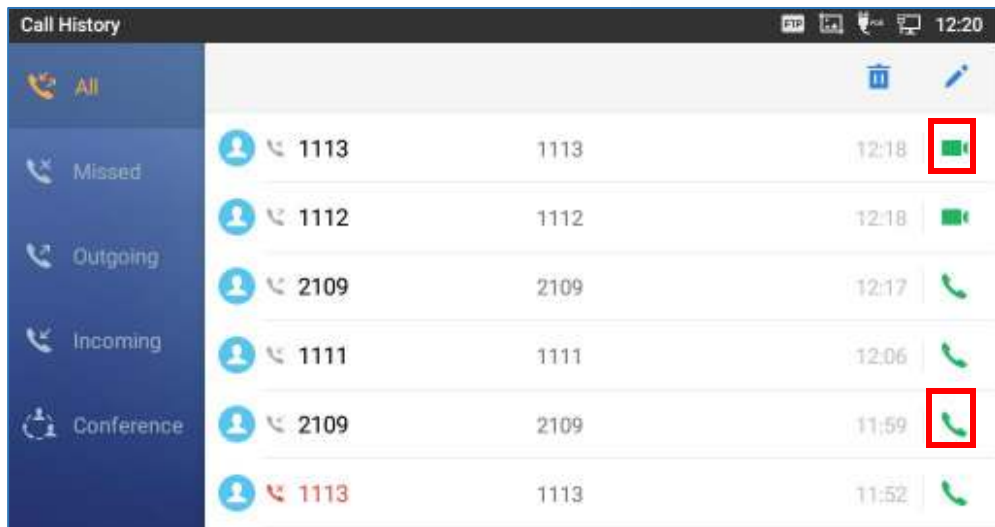 Call History FTP 12:20
All
1113 1113 12:18
Missed
1112 1112 12:18
Outgoing
2109 2109 12:17
Incoming
1111 1111 12:06
Conference
2109 2109 11:59
1113 1113 11:52